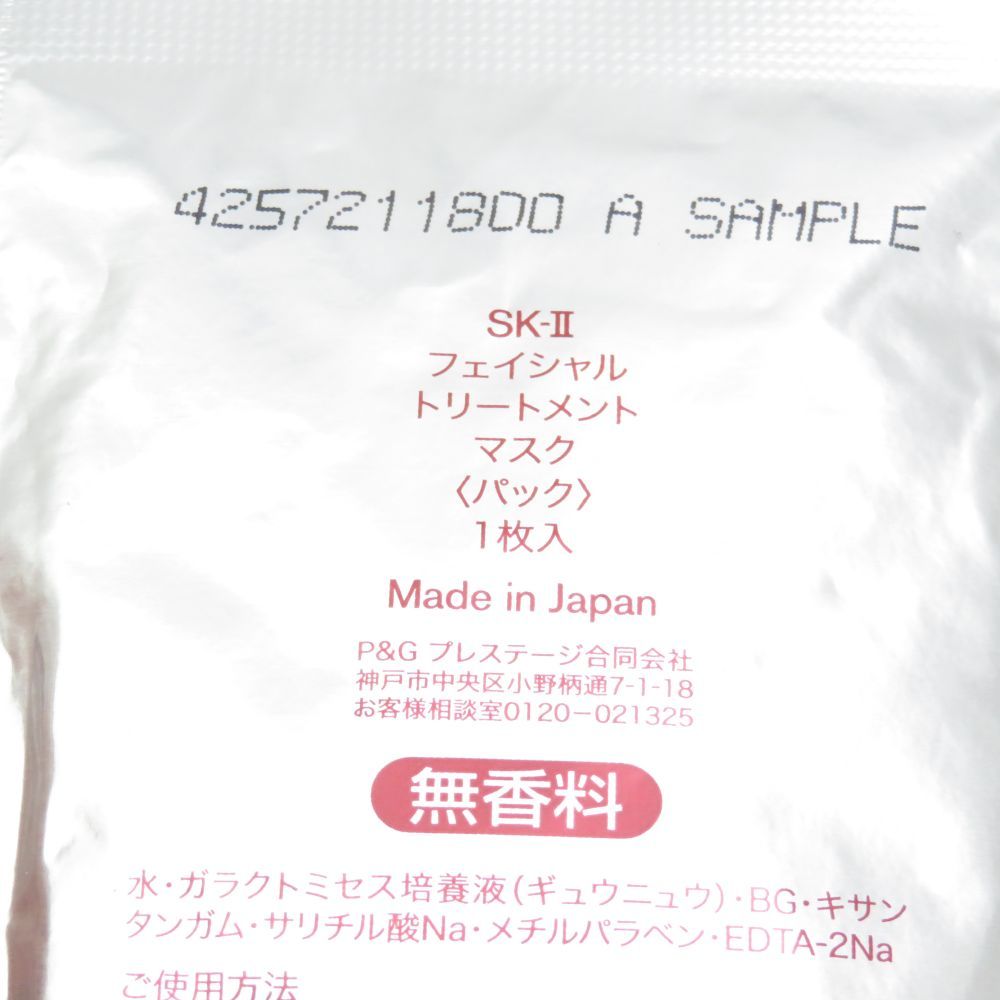 42572118D0 A SAMPLE
SK-II
フェイシャル
トリートメント
マスク
〈パック〉
1枚入
Made in Japan
P&G プレステージ合同会社
神戸市中央区小野柄通7-1-18
お客様相談室0120－021325
無香料
水・ガラクトミセス培養液(ギュウニュウ)・BG・キサン
タンガム・サリチル酸Na・メチルパラベン・EDTA-2Na
ご使用方法